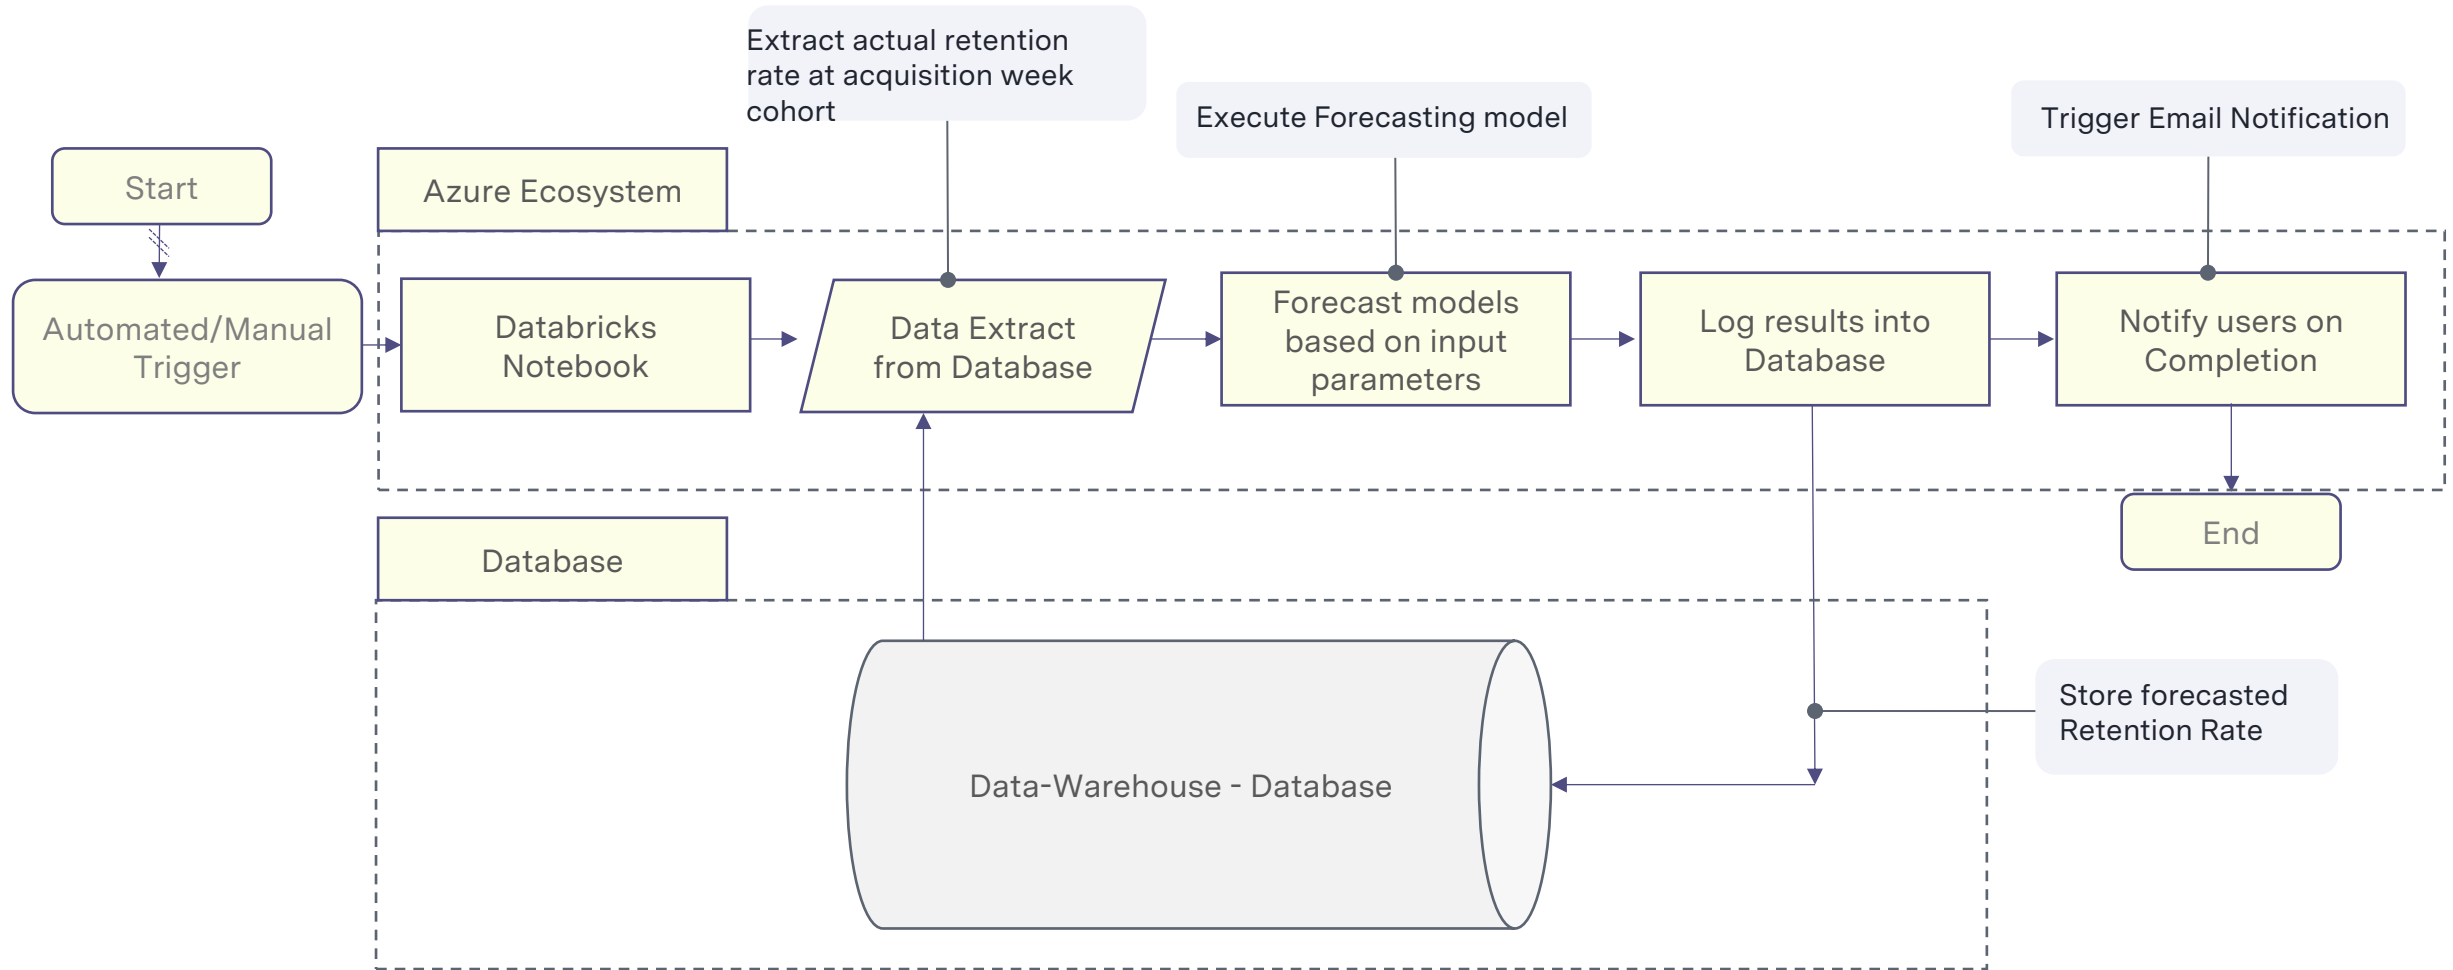 Extract actual retention
rate at acquisition week
cohort
Execute Forecasting model
Trigger Email Notification
Start
Azure Ecosystem
Automated/Manual
Trigger
Databricks
Notebook
Data Extract
from Database
Forecast models
based on input
parameters
Log results into
Database
Notify users on
Completion
End
Database
Data-Warehouse - Database
Store forecasted
Retention Rate